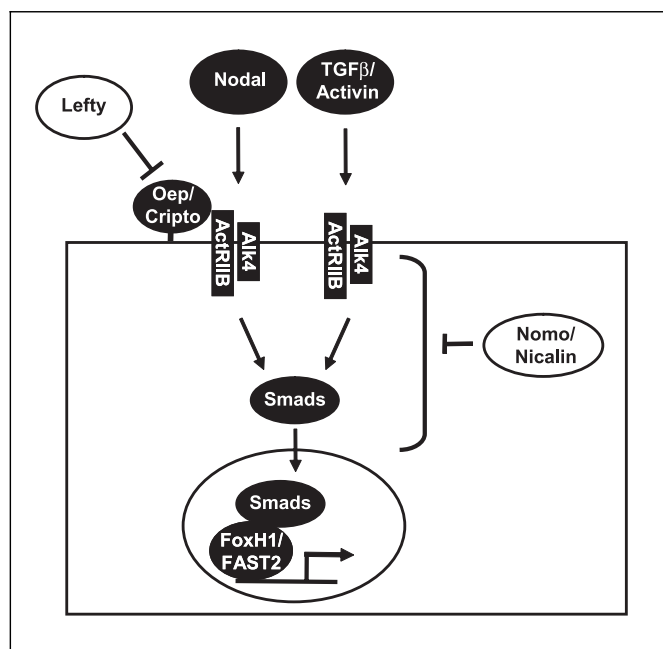 Nodal
TGFβ/
Activin
Lefty
Oep/
Cripto
ActRIIB
Alk4
ActRIIB
Alk4
Nomo/
Nicalin
Smads
Smads
FoxH1/
FAST2